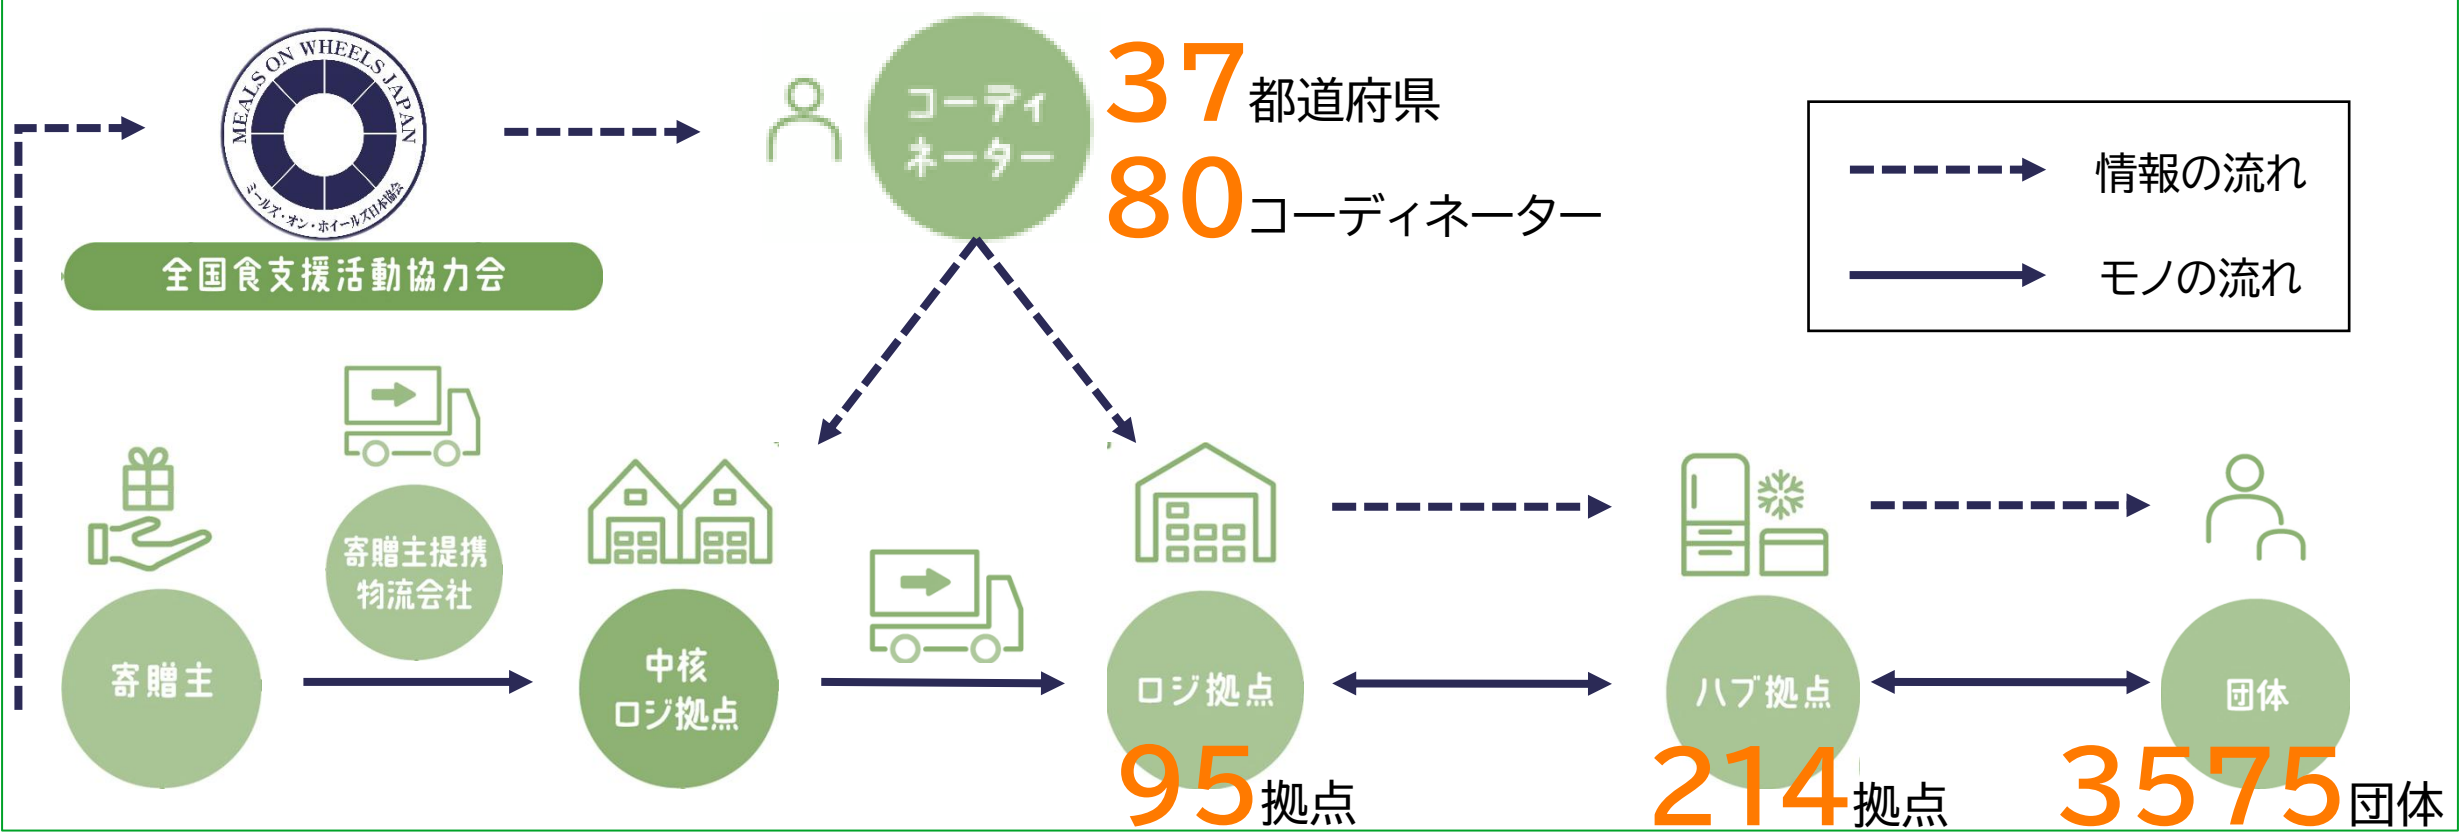 MEALS ON WHEELS JAPAN
ミールズ・オン・ホイールズ日本協会
全国食支援活動協力会
コーディ
ネーター
37都道府県
80コーディネーター
情報の流れ
モノの流れ
寄贈主
寄贈主提携
物流会社
中核
ロジ拠点
ロジ拠点
95拠点
ハブ拠点
214拠点
団体
3575団体